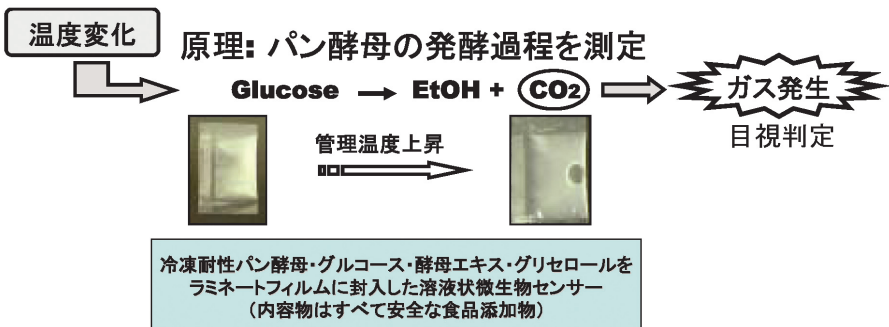 温度変化
原理: パン酵母の発酵過程を測定
Glucose → EtOH + CO2
ガス発生
目視判定
管理温度上昇
冷凍耐性パン酵母・グルコース・酵母エキス・グリセロールを
ラミネートフィルムに封入した溶液状微生物センサー
(内容物はすべて安全な食品添加物)